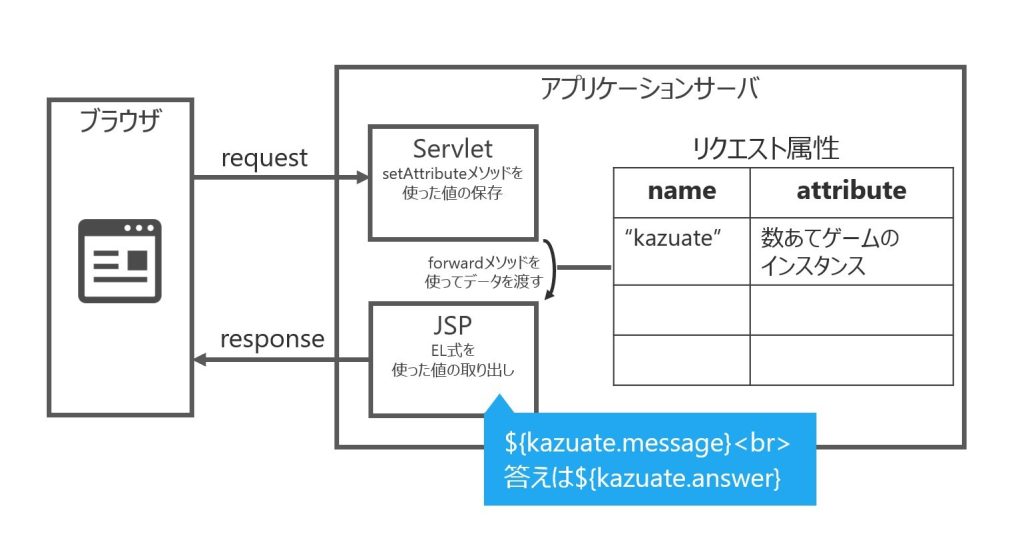 アプリケーションサーバ
ブラウザ
request
Servlet
setAttributeメソッドを
使った値の保存
リクエスト属性
name attribute
“kazuate” 数あてゲームの
インスタンス
forwardメソッドを
使ってデータを渡す
response
JSP
EL式を
使った値の取り出し
${kazuate.message}<br>
答えは${kazuate.answer}